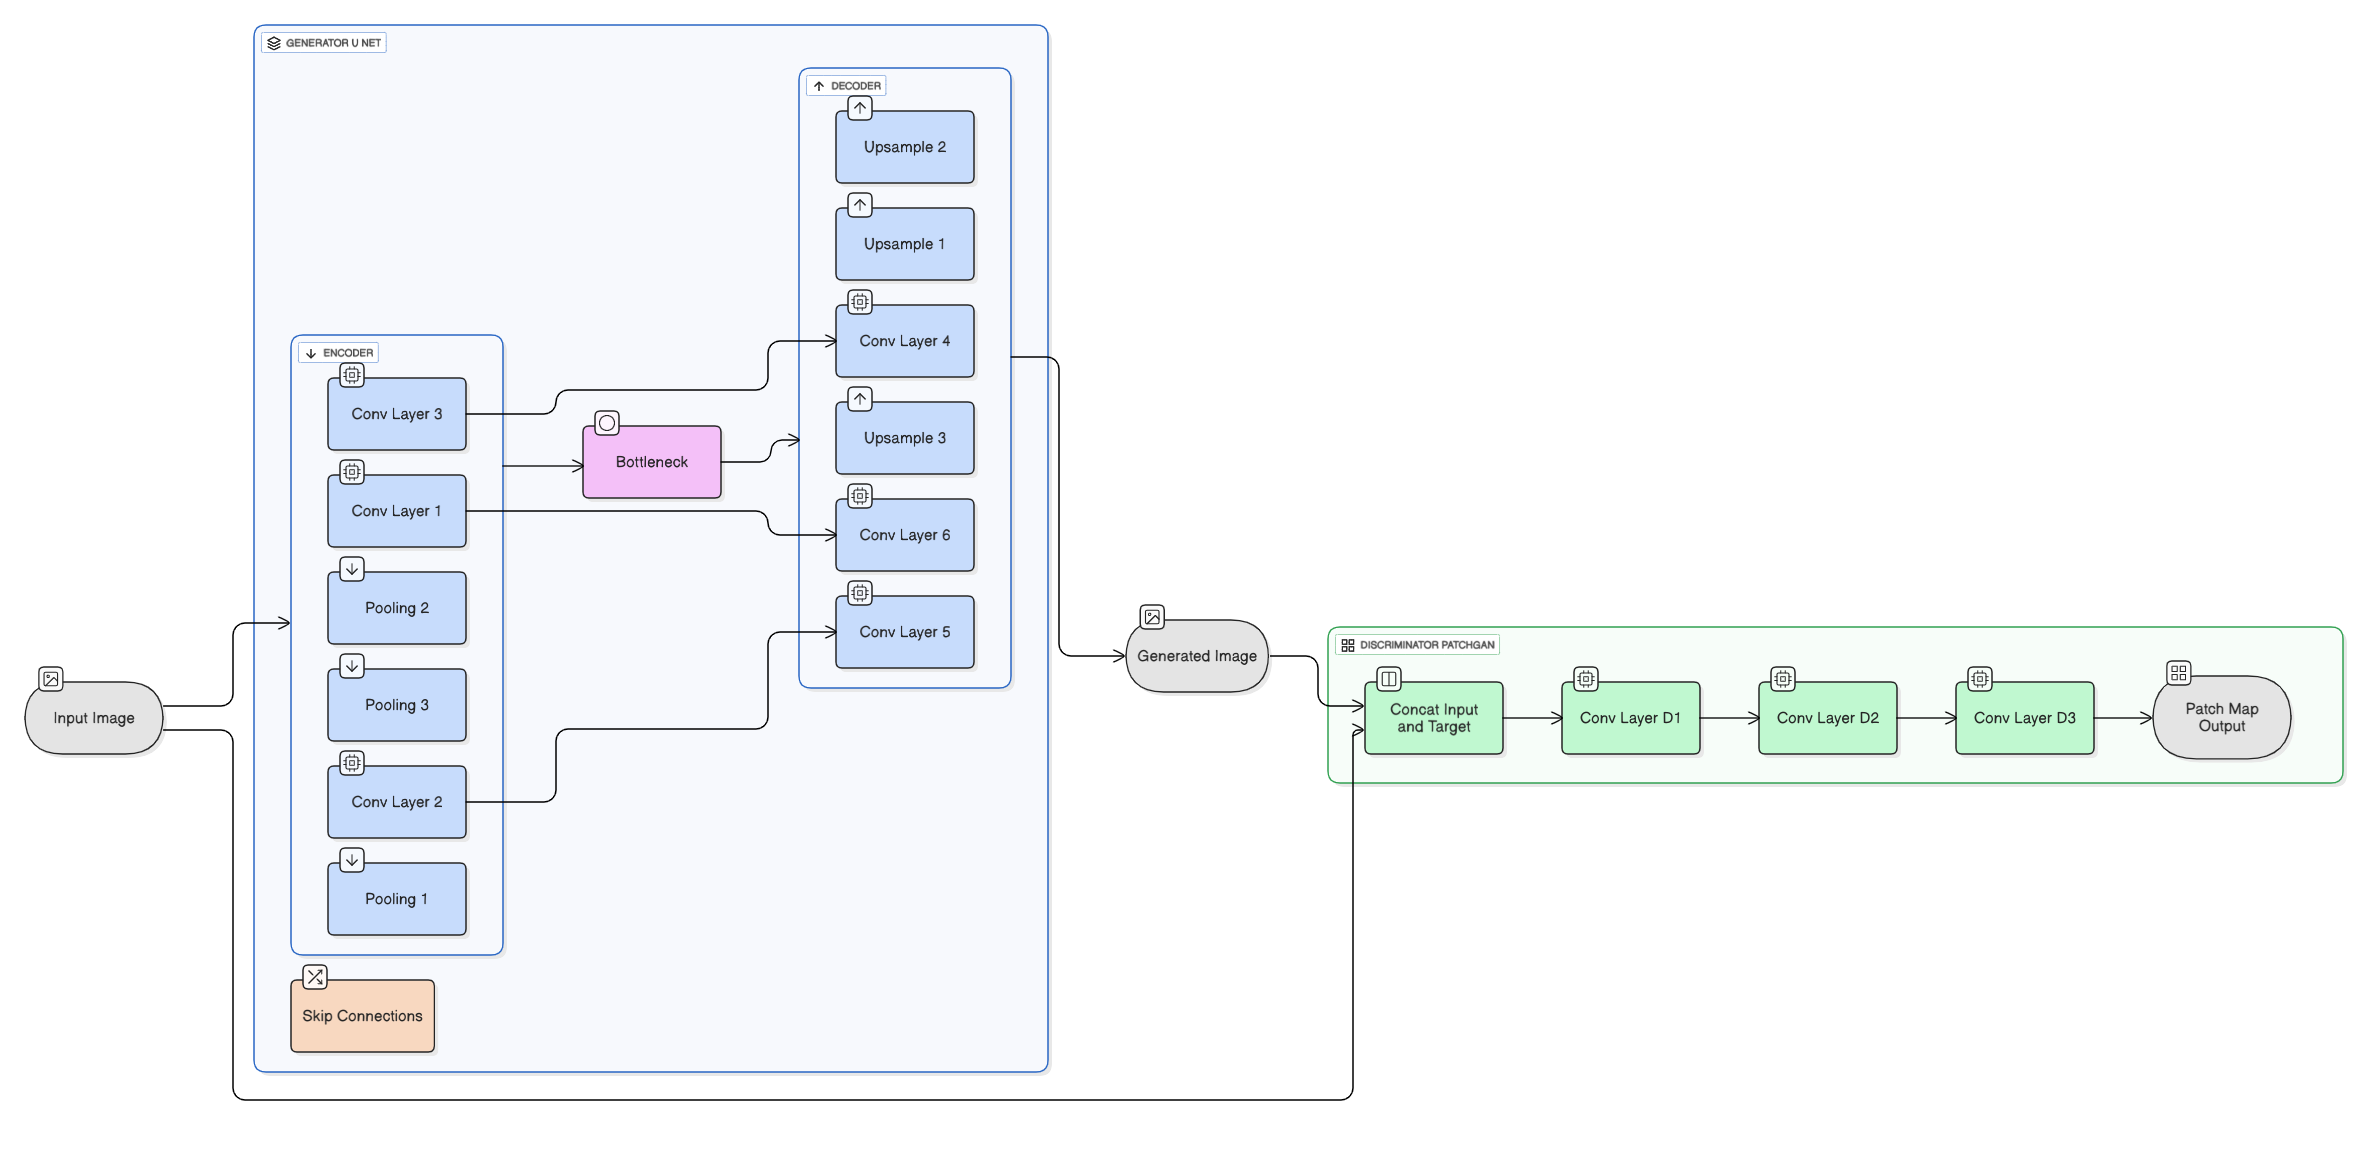 GENERATOR U NET
DECODER
Upsample 2
Upsample 1
Conv Layer 4
Upsample 3
Conv Layer 6
Conv Layer 5
ENCODER
Conv Layer 3
Conv Layer 1
Pooling 2
Pooling 3
Conv Layer 2
Pooling 1
Bottleneck
Skip Connections
Input Image
Generated Image
DISCRIMINATOR PATCHGAN
Concat Input
and Target
Conv Layer D1
Conv Layer D2
Conv Layer D3
Patch Map
Output